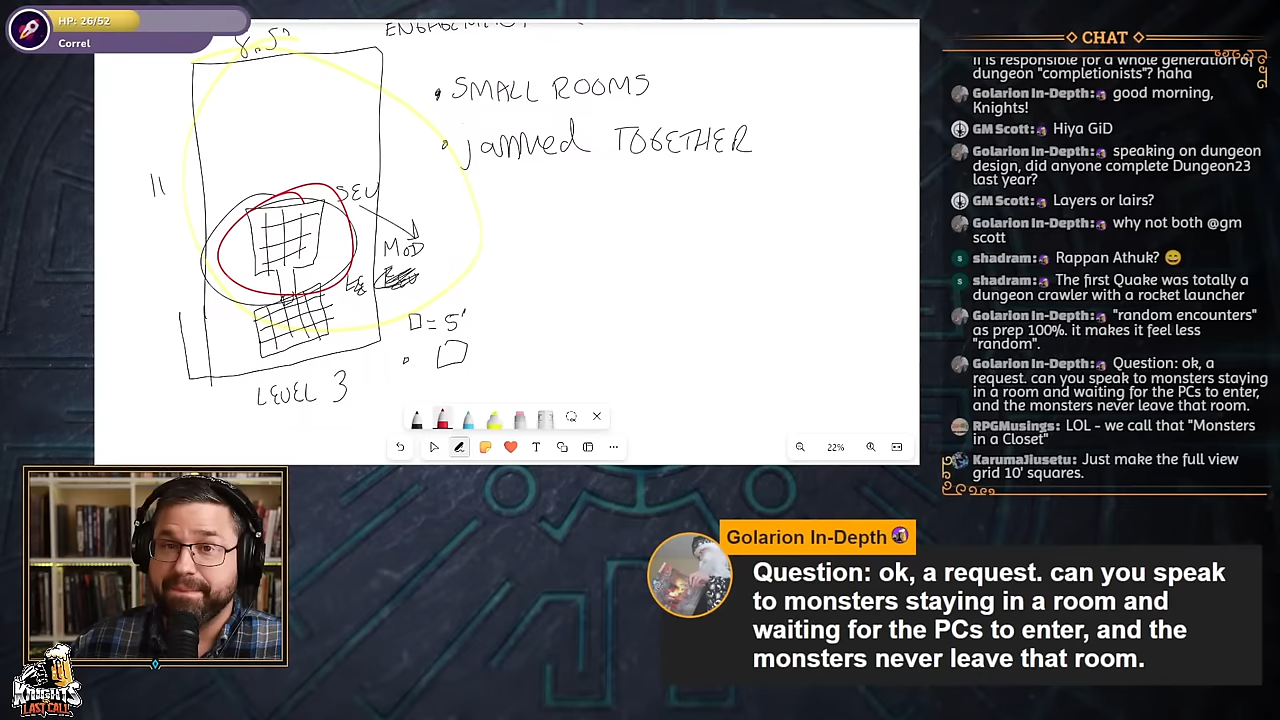 HP: 26/52
Correl
8.5"
ENGAGEMENT
• SMALL ROOMS
• jammed TOGETHER
11
SEV
MOD
□ = 5'
LEVEL 3
22%
CHAT
it is responsible for a whole generation of
dungeon "completionists"? haha
Golarion In-Depth: good morning,
Knights!
GM Scott: Hiya GiD
Golarion In-Depth: speaking on dungeon
design, did anyone complete Dungeon23
last year?
GM Scott: Layers or lairs?
Golarion In-Depth: why not both @gm
scott
shadram: Rappan Athuk? 😄
shadram: The first Quake was totally a
dungeon crawler with a rocket launcher
Golarion In-Depth: "random encounters"
as prep 100%. it makes it feel less
"random".
Golarion In-Depth: Question: ok, a
request. can you speak to monsters staying
in a room and waiting for the PCs to enter,
and the monsters never leave that room.
RPGMusings: LOL - we call that "Monsters
in a Closet"
KarumaJiusetu: Just make the full view
grid 10' squares.
Golarion In-Depth
Question: ok, a request. can you speak
to monsters staying in a room and
waiting for the PCs to enter, and the
monsters never leave that room.
KNIGHTS
LAST CALL